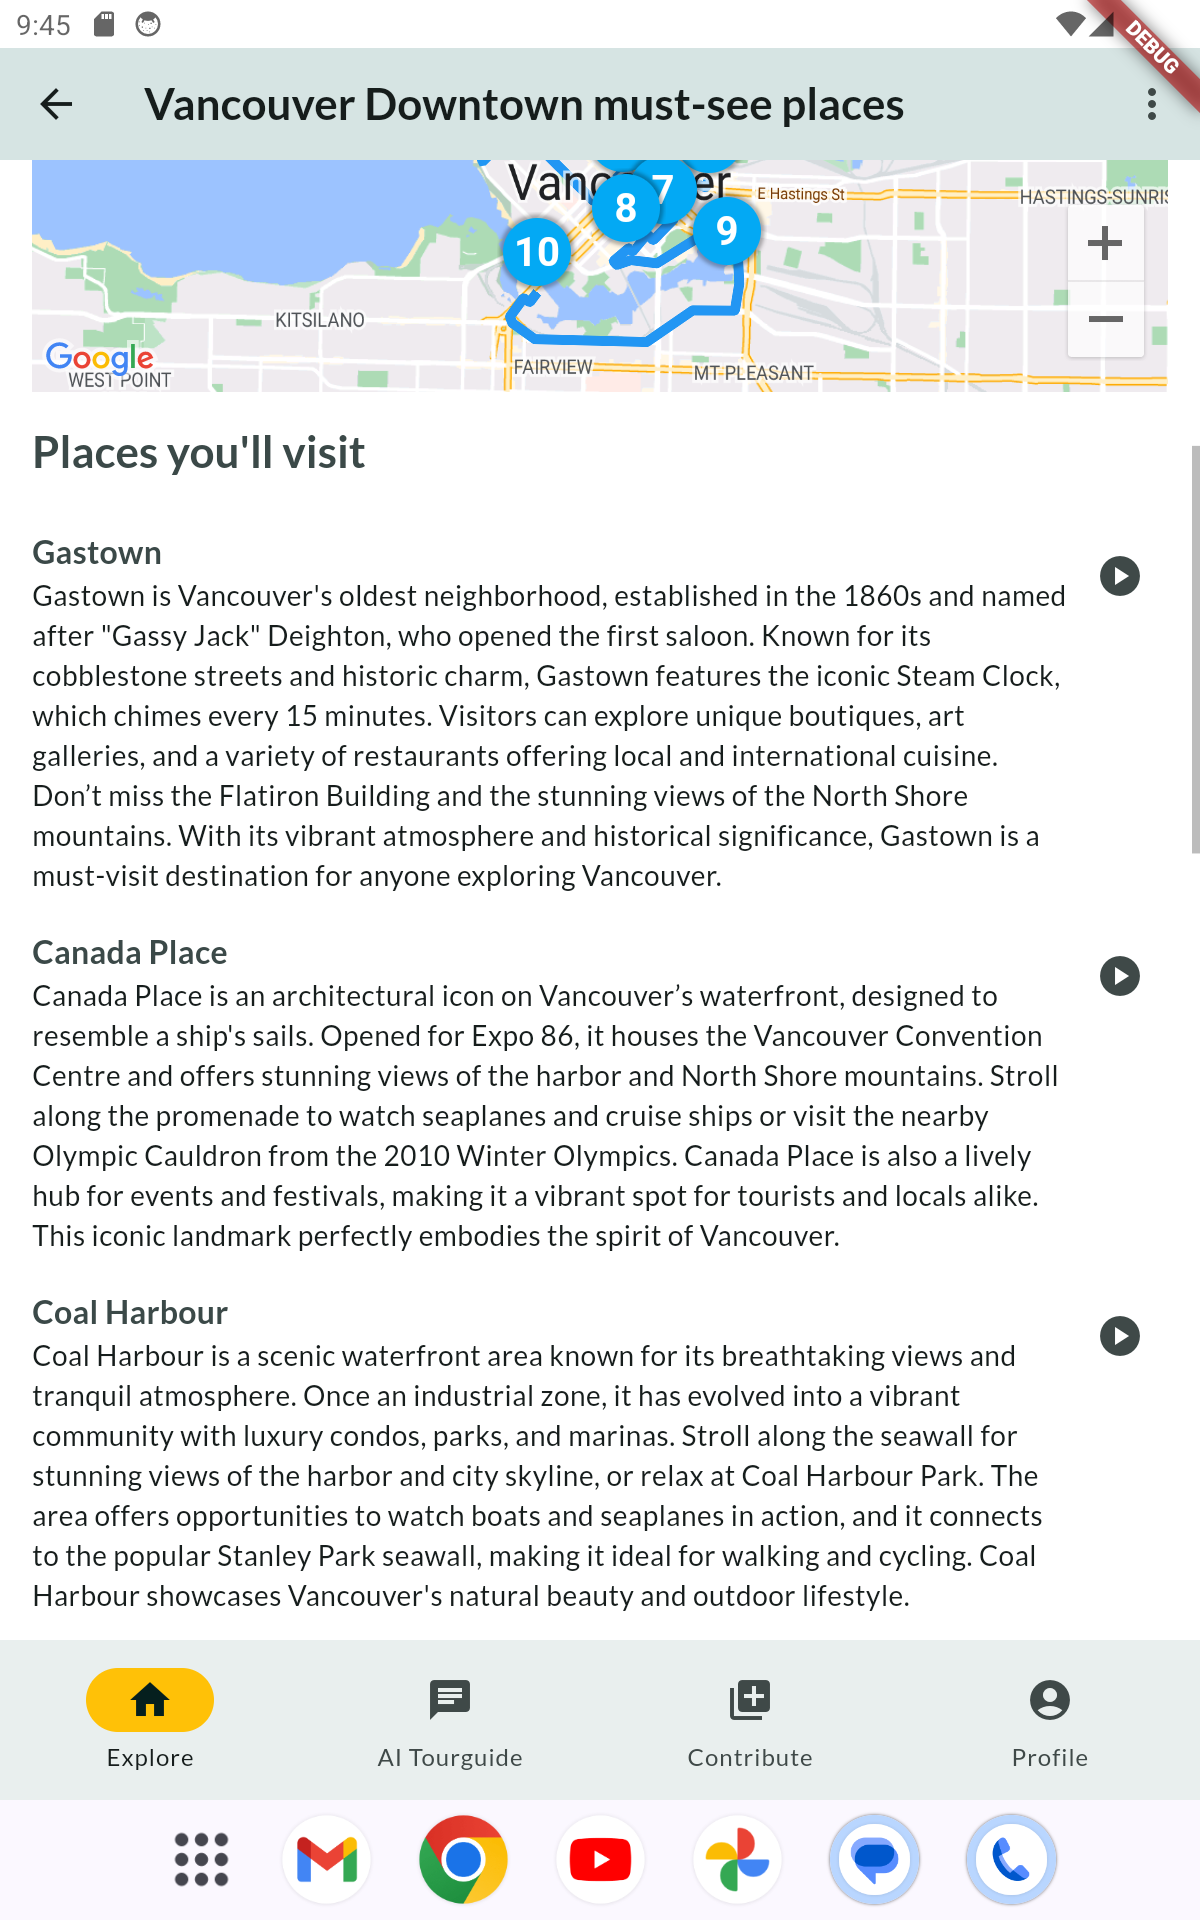 9:45
DEBUG
Vancouver Downtown must-see places
7
8
9
10
E Hastings St
KITSILANO
Google
WEST POINT
FAIRVIEW
MT PLEASANT
Places you'll visit
Gastown
Gastown is Vancouver's oldest neighborhood, established in the 1860s and named
after "Gassy Jack" Deighton, who opened the first saloon. Known for its
cobblestone streets and historic charm, Gastown features the iconic Steam Clock,
which chimes every 15 minutes. Visitors can explore unique boutiques, art
galleries, and a variety of restaurants offering local and international cuisine.
Don’t miss the Flatiron Building and the stunning views of the North Shore
mountains. With its vibrant atmosphere and historical significance, Gastown is a
must-visit destination for anyone exploring Vancouver.
Canada Place
Canada Place is an architectural icon on Vancouver’s waterfront, designed to
resemble a ship's sails. Opened for Expo 86, it houses the Vancouver Convention
Centre and offers stunning views of the harbor and North Shore mountains. Stroll
along the promenade to watch seaplanes and cruise ships or visit the nearby
Olympic Cauldron from the 2010 Winter Olympics. Canada Place is also a lively
hub for events and festivals, making it a vibrant spot for tourists and locals alike.
This iconic landmark perfectly embodies the spirit of Vancouver.
Coal Harbour
Coal Harbour is a scenic waterfront area known for its breathtaking views and
tranquil atmosphere. Once an industrial zone, it has evolved into a vibrant
community with luxury condos, parks, and marinas. Stroll along the seawall for
stunning views of the harbor and city skyline, or relax at Coal Harbour Park. The
area offers opportunities to watch boats and seaplanes in action, and it connects
to the popular Stanley Park seawall, making it ideal for walking and cycling. Coal
Harbour showcases Vancouver's natural beauty and outdoor lifestyle.
Explore
AI Tourguide
Contribute
Profile